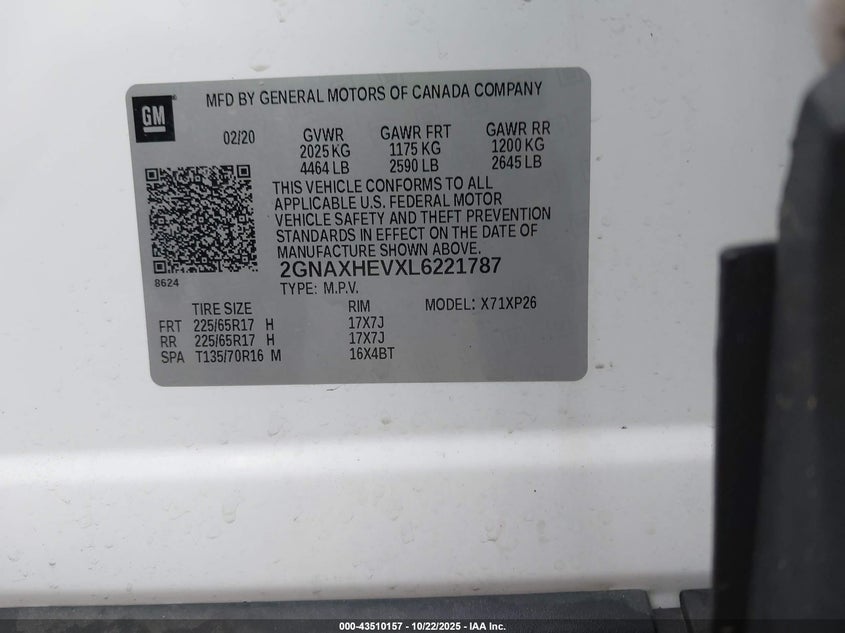 GM
MFD BY GENERAL MOTORS OF CANADA COMPANY
02/20 GVWR GAWR FRT GAWR RR
2025 KG 1175 KG 1200 KG
4464 LB 2590 LB 2645 LB
THIS VEHICLE CONFORMS TO ALL
APPLICABLE U.S. FEDERAL MOTOR
VEHICLE SAFETY AND THEFT PREVENTION
STANDARDS IN EFFECT ON THE DATE OF
MANUFACTURE SHOWN ABOVE.
8624 2GNAXHEVXL6221787
TYPE: M.P.V.
TIRE SIZE RIM MODEL: X71XP26
FRT 225/65R17 H 17X7J
RR 225/65R17 H 17X7J
SPA T135/70R16 M 16X4BT
000-43510157 - 10/22/2025 - IAA Inc.